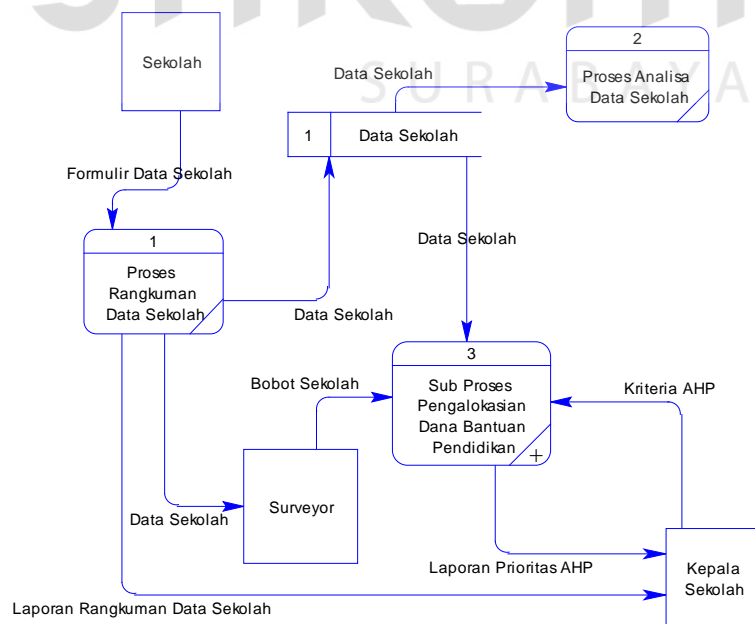 SURABAYA
Sekolah
2
Proses Analisa
Data Sekolah
Data Sekolah
1
Data Sekolah
Formulir Data Sekolah
1
Proses
Rangkuman
Data Sekolah
Data Sekolah
Data Sekolah
3
Sub Proses
Pengalokasian
Dana Bantuan
Pendidikan
+
Bobot Sekolah
Kriteria AHP
Surveyor
Data Sekolah
Laporan Prioritas AHP
Kepala
Sekolah
Laporan Rangkuman Data Sekolah